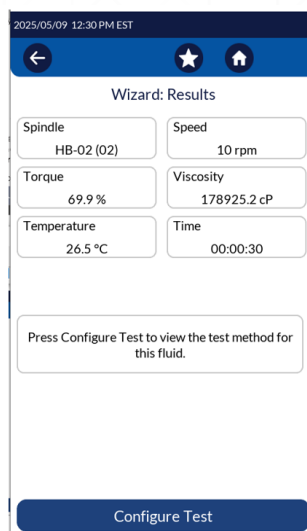 2025/05/09 12:30 PM EST
Wizard: Results
Spindle
HB-02 (02)
Speed
10 rpm
Torque
69.9 %
Viscosity
178925.2 cP
Temperature
26.5 °C
Time
00:00:30
Press Configure Test to view the test method for
this fluid.
Configure Test